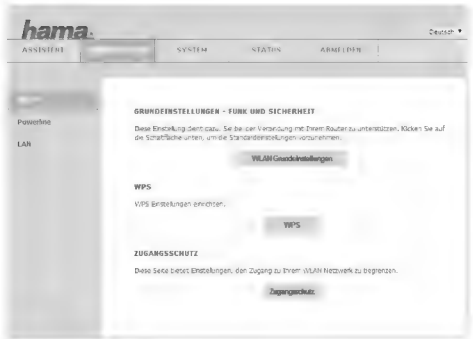 hama
Deutsch
ASSISTENT SYSTEM STATUS ABMELDEN
Powerline
LAN
GRUNDEINSTELLUNGEN - FUNK UND SICHERHEIT
Diese Einstellung dient dazu, Sie bei der Verbindung mit Ihrem Router zu unterstützen. Klicken Sie auf
die Schaltfläche unten, um die Standardeinstellungen vorzunehmen.
WLAN Grundeinstellungen
WPS
WPS Einstellungen einrichten.
WPS
ZUGANGSSCHUTZ
Diese Seite bietet Einstellungen, den Zugang zu Ihrem WLAN Netzwerk zu begrenzen.
Zugangsschutz